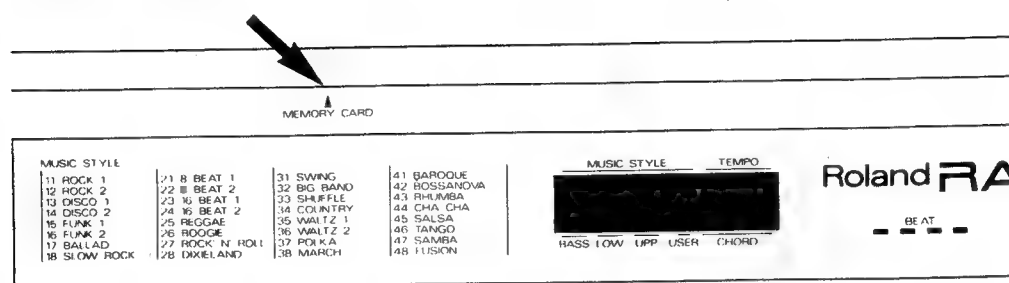 MEMORY CARD
MUSIC STYLE
11 ROCK 1
12 ROCK 2
13 DISCO 1
14 DISCO 2
15 FUNK 1
16 FUNK 2
17 BALLAD
18 SLOW ROCK
21 8 BEAT 1
22 8 BEAT 2
23 16 BEAT 1
24 16 BEAT 2
25 REGGAE
26 BOOGIE
27 ROCK' N' ROLL
28 DIXIELAND
31 SWING
32 BIG BAND
33 SHUFFLE
34 COUNTRY
35 WALTZ 1
36 WALTZ 2
37 POLKA
38 MARCH
41 BAROQUE
42 BOSSANOVA
43 RHUMBA
44 CHA CHA
45 SALSA
46 TANGO
47 SAMBA
48 FUSION
MUSIC STYLE TEMPO
BASS LOW UPP USER CHORD
Roland RA
BEAT